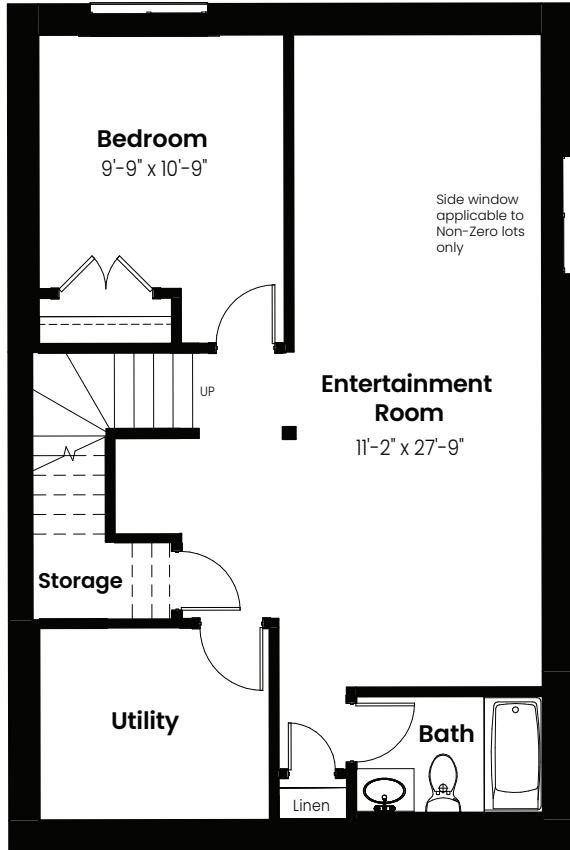 Bedroom
9'-9" x 10'-9"
Side window
applicable to
Non-Zero lots
only
UP
Entertainment
Room
11'-2" x 27'-9"
Storage
Utility
Bath
Linen